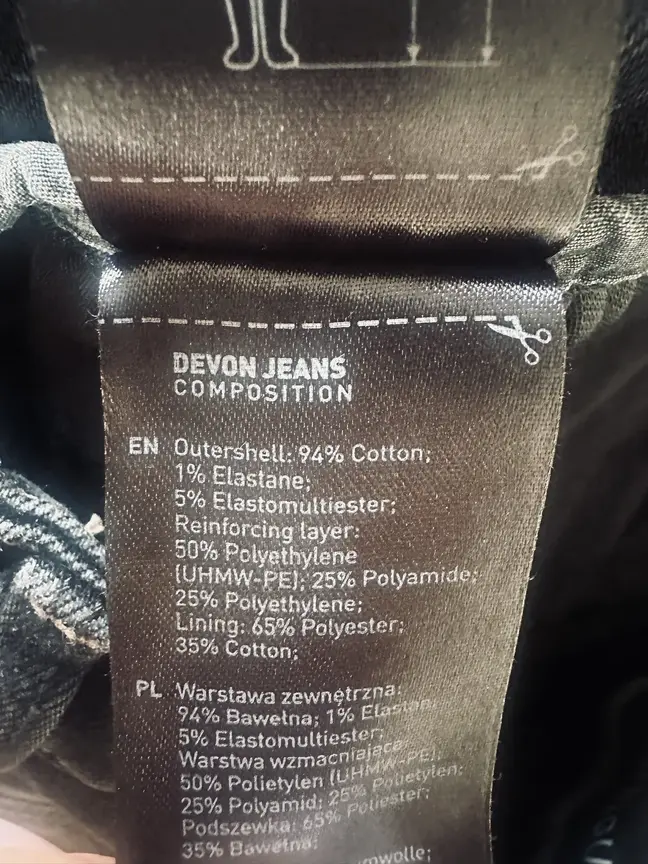 DEVON JEANS
COMPOSITION
EN Outershell: 94% Cotton;
1% Elastane;
5% Elastomultiester;
Reinforcing layer:
50% Polyethylene
(UHMW-PE); 25% Polyamide;
25% Polyethylene;
Lining: 65% Polyester;
35% Cotton;
PL Warstawa zewnętrzna:
94% Bawełna; 1% Elastan
5% Elastomultiester;
Warstwa wzmacniająca
50% Polietylen (UHMW-PE);
25% Polyamid; 25% Polietylen;
Podszewka: 65% Poliester;
35% Bawełna;